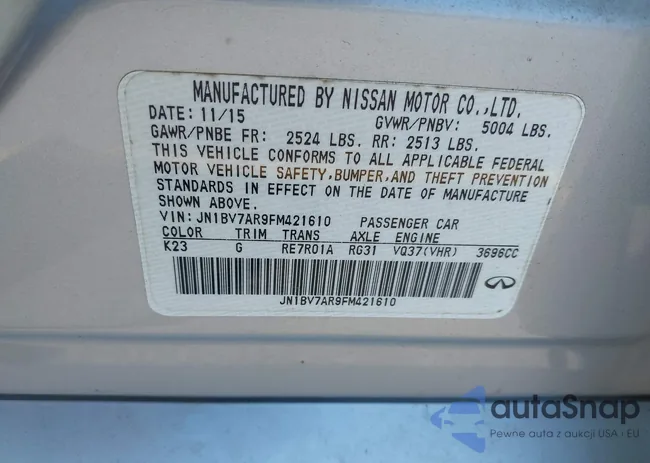 MANUFACTURED BY NISSAN MOTOR CO.,LTD.
DATE: 11/15 GVWR/PNBV: 5004 LBS.
GAWR/PNBE FR: 2524 LBS. RR: 2513 LBS.
THIS VEHICLE CONFORMS TO ALL APPLICABLE FEDERAL
MOTOR VEHICLE SAFETY,BUMPER,AND THEFT PREVENTION
STANDARDS IN EFFECT ON THE DATE OF MANUFACTURE
SHOWN ABOVE.
VIN: JN1BV7AR9FM421610 PASSENGER CAR
COLOR TRIM TRANS AXLE ENGINE
K23 G RE7R01A RG31 VQ37(VHR) 3696CC
JN1BV7AR9FM421610
autoSnap
Pewne auta z aukcji USA i EU